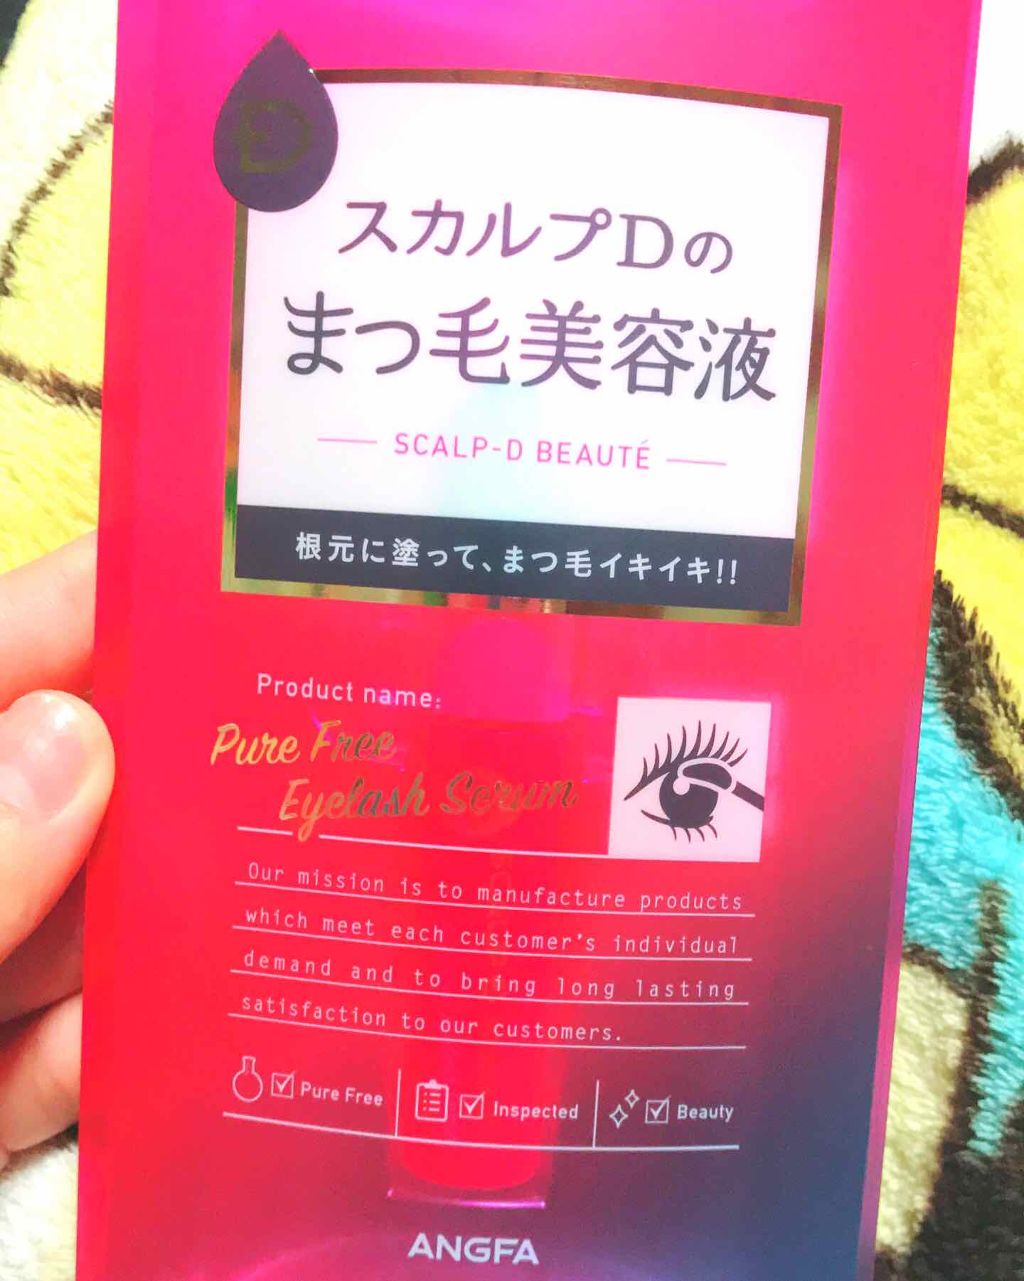 D
スカルプDの
まつ毛美容液
SCALP-D BEAUTÉ
根元に塗って、まつ毛イキイキ!!
Product name:
Pure Free
Eyelash Serum
Our mission is to manufacture products
which meet each customer's individual
demand and to bring long lasting
satisfaction to our customers.
Pure Free
Inspected
Beauty
ANGFA